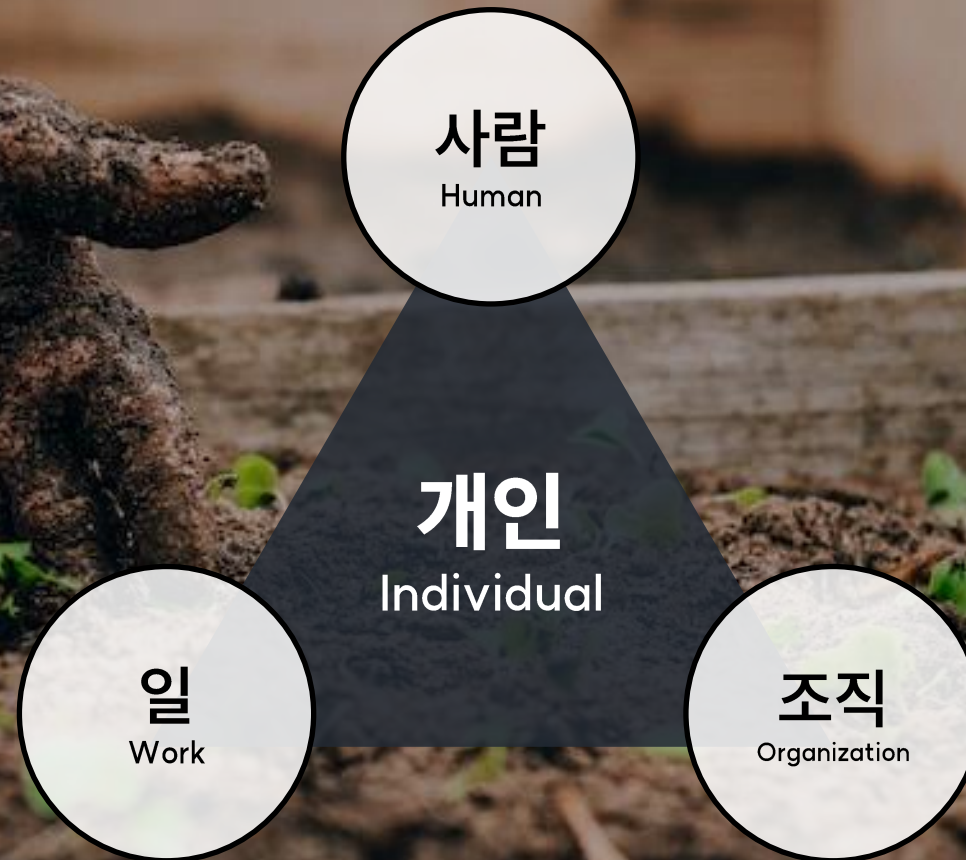 사람
Human
개인
Individual
일
Work
조직
Organization